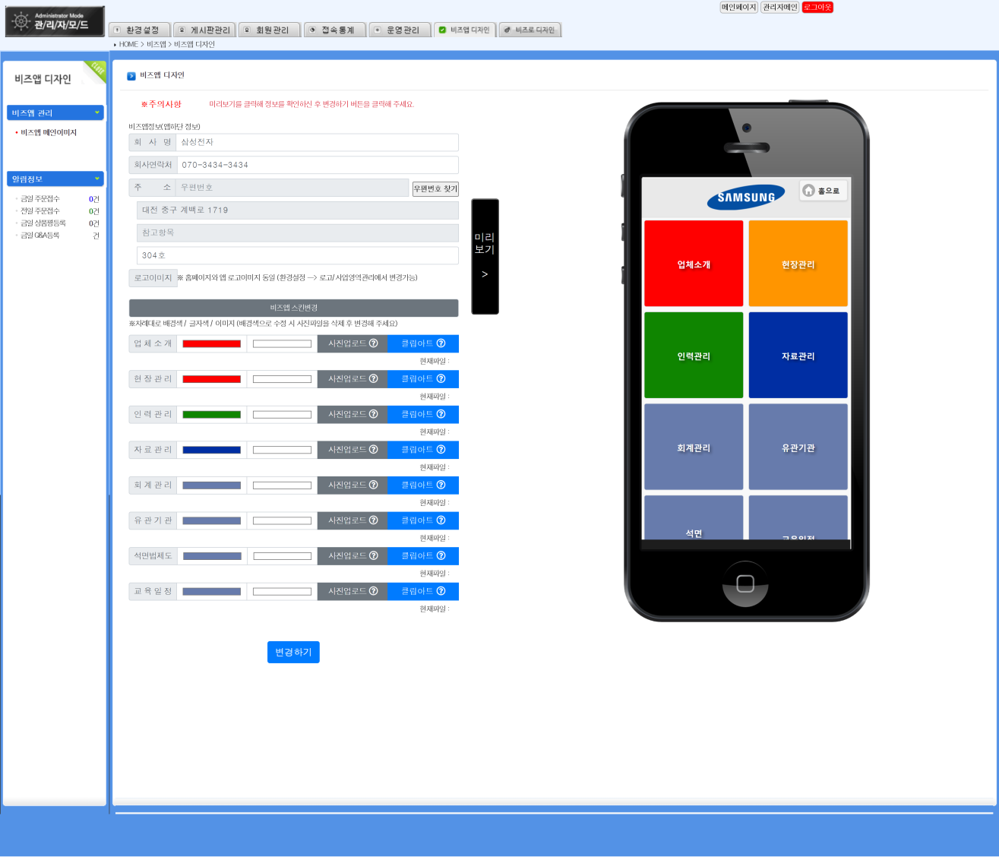 메인페이지 관리자메인 로그아웃
Administrator Mode
관/리/자/모/드
환경설정 게시판관리 회원관리 접속통계 운영관리 비즈앱 디자인 비즈로 디자인
HOME > 비즈앱 > 비즈앱 디자인
비즈앱 디자인
비즈앱 관리
비즈앱 메인이미지
알림정보
금일 주문접수 0건
전일 주문접수 0건
금일 상품평등록 0건
금일 Q&A등록 건
비즈앱 디자인
※주의사항 미리보기를 클릭해 정보를 확인하신 후 변경하기 버튼을 클릭해 주세요.
비즈앱정보(앱하단 정보)
회 사 명 삼성전자
회사연락처 070-3434-3434
주 소 우편번호 우편번호 찾기
대전 중구 계백로 1719
참고항목
304호
로고이미지 ※ 홈페이지와 앱 로고이미지 동일 (환경설정 --> 로고/사업영역관리에서 변경가능)
비즈앱 스킨변경
※차례대로 배경색 / 글자색 / 이미지 (배경색으로 수정 시 사진파일을 삭제 후 변경해 주세요)
업 체 소 개 사진업로드 클립아트
현재파일 :
현 장 관 리 사진업로드 클립아트
현재파일 :
인 력 관 리 사진업로드 클립아트
현재파일 :
자 료 관 리 사진업로드 클립아트
현재파일 :
회 계 관 리 사진업로드 클립아트
현재파일 :
유 관 기 관 사진업로드 클립아트
현재파일 :
석면법제도 사진업로드 클립아트
현재파일 :
교 육 일 정 사진업로드 클립아트
현재파일 :
변경하기
미리
보기
>
SAMSUNG 홈으로
업체소개 현장관리
인력관리 자료관리
회계관리 유관기관
석면 교육일정